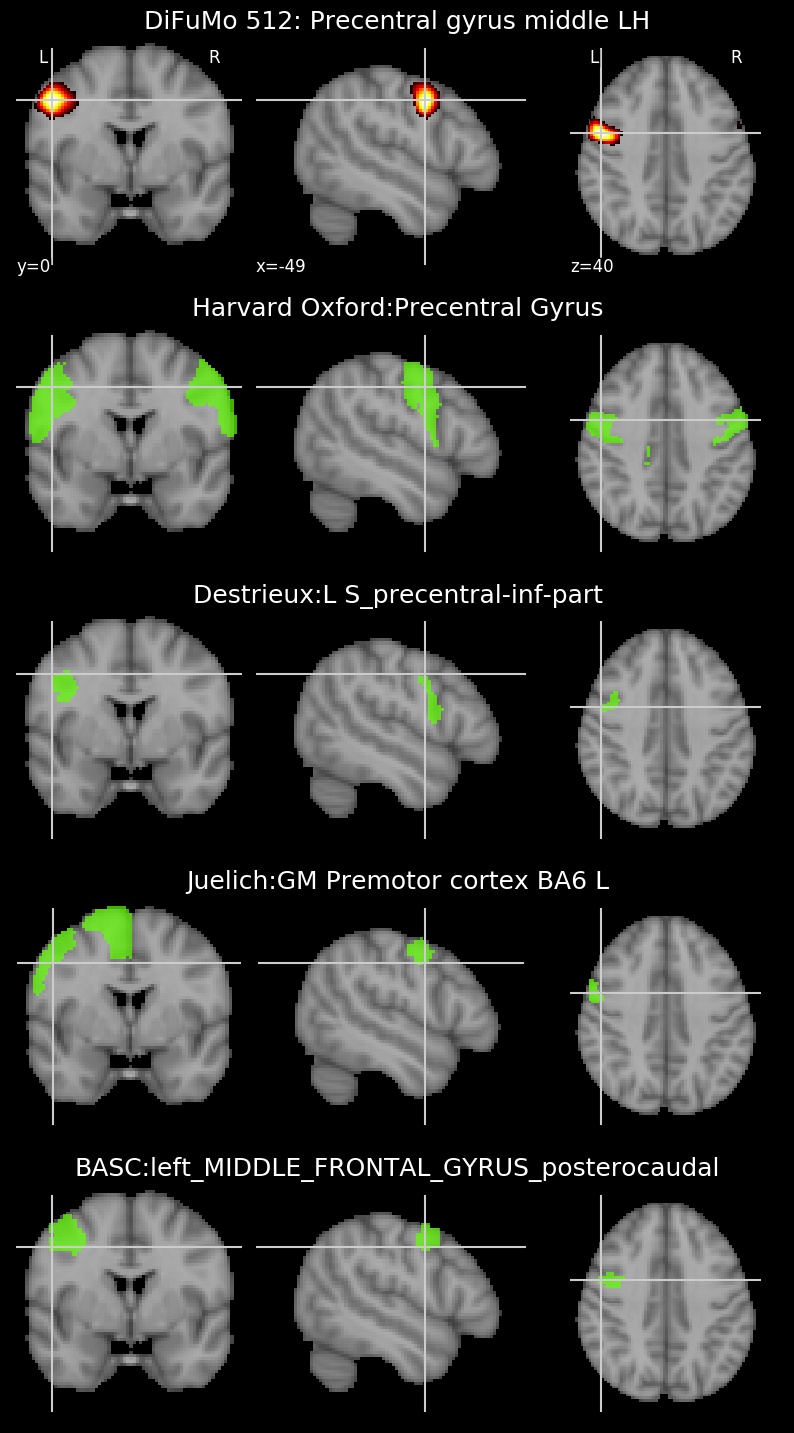 DiFuMo 512: Precentral gyrus middle LH
L R L R
y=0 x=-49 z=40
Harvard Oxford:Precentral Gyrus
Destrieux:L S_precentral-inf-part
Juelich:GM Premotor cortex BA6 L
BASC:left_MIDDLE_FRONTAL_GYRUS_posterocaudal